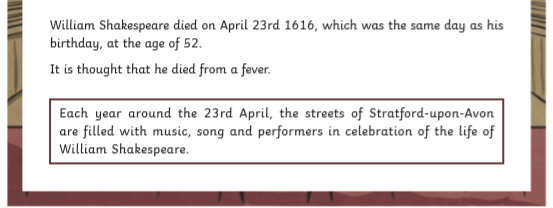 William Shakespeare died on April 23rd 1616, which was the same day as his
birthday, at the age of 52.
It is thought that he died from a fever.
Each year around the 23rd April, the streets of Stratford-upon-Avon
are filled with music, song and performers in celebration of the life of
William Shakespeare.